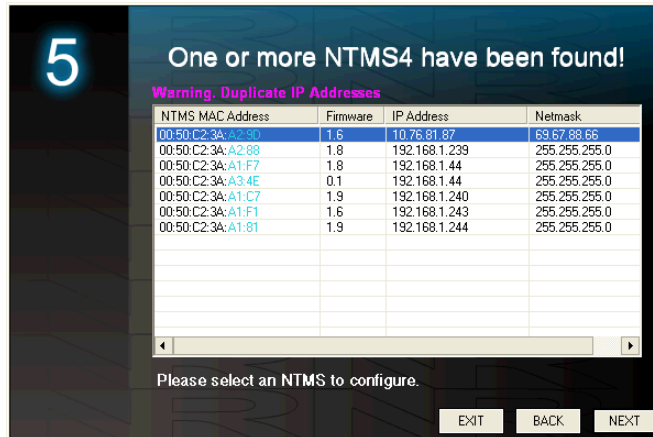 5
One or more NTMS4 have been found!
Warning. Duplicate IP Addresses
NTMS MAC Address Firmware IP Address Netmask
00:50:C2:3A:A2:9D 1.6 10.76.81.87 69.67.88.66
00:50:C2:3A:A2:88 1.8 192.168.1.239 255.255.255.0
00:50:C2:3A:A1:F7 1.8 192.168.1.44 255.255.255.0
00:50:C2:3A:A3:4E 0.1 192.168.1.44 255.255.255.0
00:50:C2:3A:A1:C7 1.9 192.168.1.240 255.255.255.0
00:50:C2:3A:A1:F1 1.6 192.168.1.243 255.255.255.0
00:50:C2:3A:A1:81 1.9 192.168.1.244 255.255.255.0
Please select an NTMS to configure.
EXIT BACK NEXT